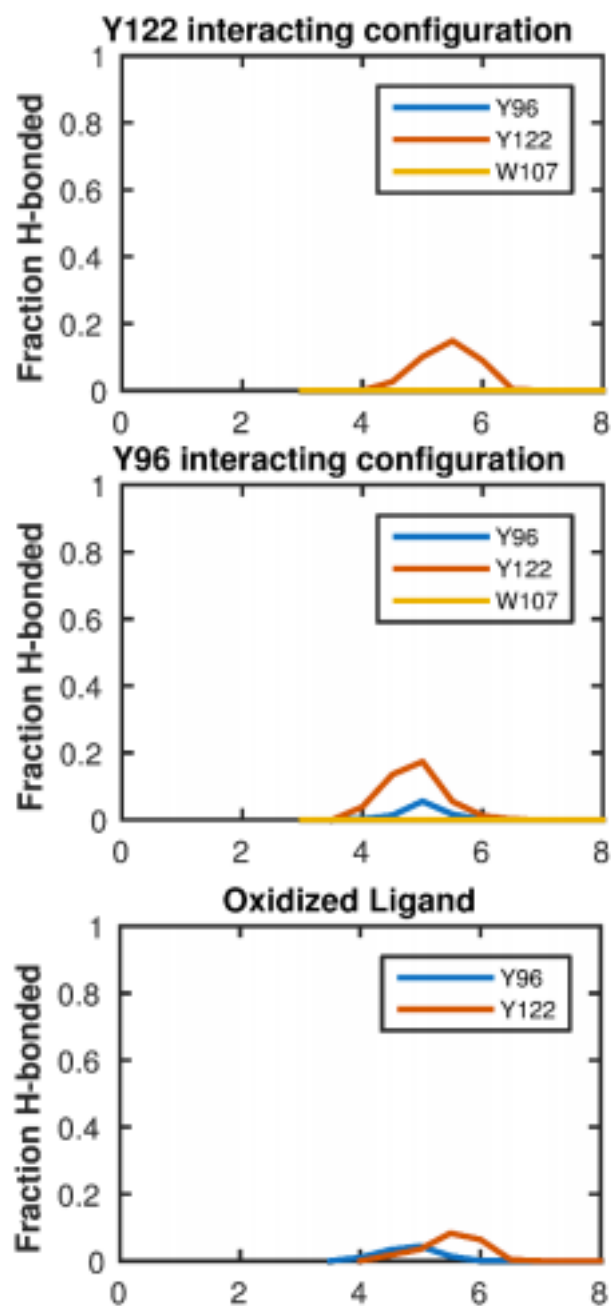 Y122 interacting configuration
Fraction H-bonded
1
0.8
0.6
0.4
0.2
0
Y96
Y122
W107
0 2 4 6 8
Y96 interacting configuration
Fraction H-bonded
1
0.8
0.6
0.4
0.2
0
Y96
Y122
W107
0 2 4 6 8
Oxidized Ligand
Fraction H-bonded
1
0.8
0.6
0.4
0.2
0
Y96
Y122
0 2 4 6 8